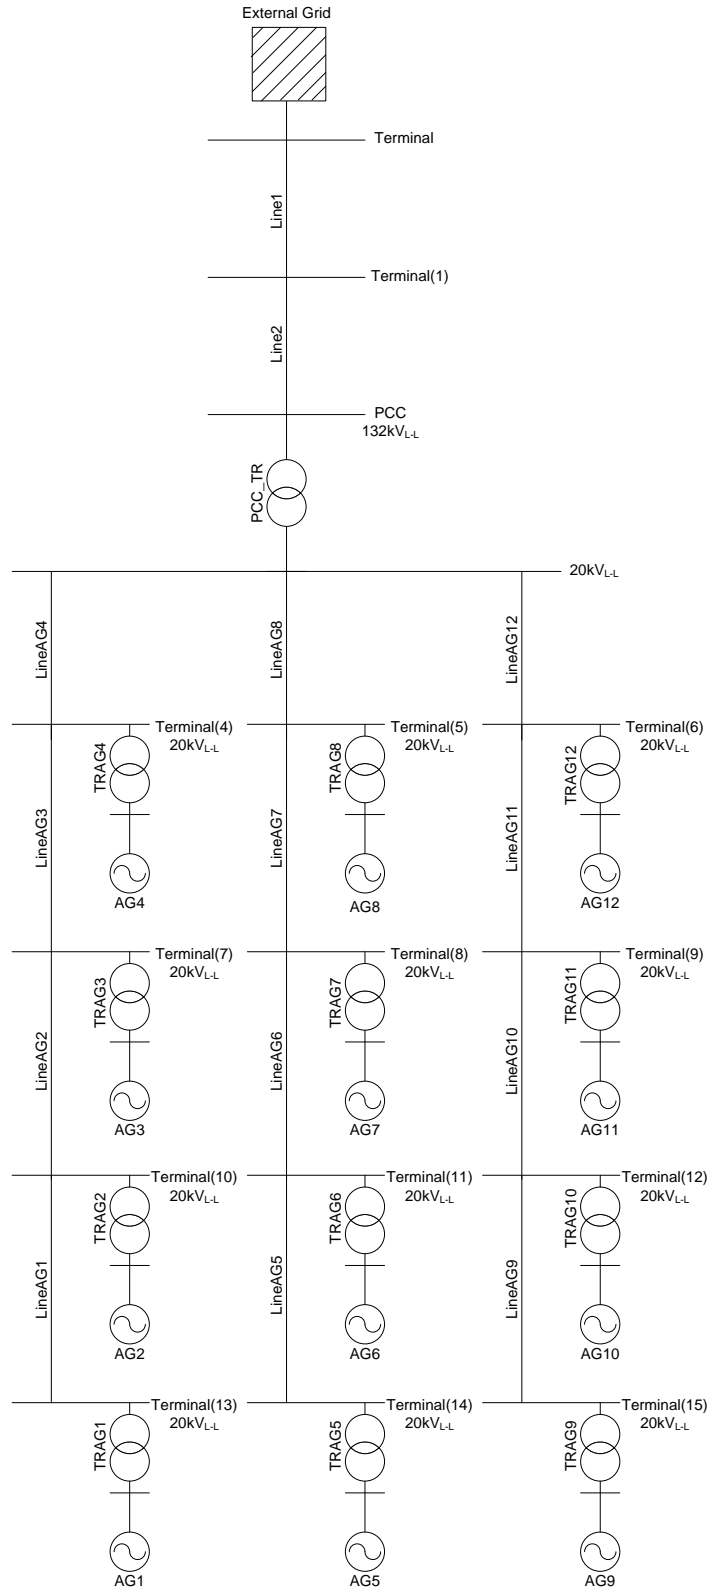 External Grid
Terminal
Line1
Terminal(1)
Line2
PCC
132kVL-L
PCC_TR
20kVL-L
LineAG4
LineAG8
LineAG12
Terminal(4)
20kVL-L
Terminal(5)
20kVL-L
Terminal(6)
20kVL-L
TRAG4
TRAG8
TRAG12
LineAG3
LineAG7
LineAG11
AG4
AG8
AG12
Terminal(7)
20kVL-L
Terminal(8)
20kVL-L
Terminal(9)
20kVL-L
TRAG3
TRAG7
TRAG11
LineAG2
LineAG6
LineAG10
AG3
AG7
AG11
Terminal(10)
20kVL-L
Terminal(11)
20kVL-L
Terminal(12)
20kVL-L
TRAG2
TRAG6
TRAG10
LineAG1
LineAG5
LineAG9
AG2
AG6
AG10
Terminal(13)
20kVL-L
Terminal(14)
20kVL-L
Terminal(15)
20kVL-L
TRAG1
TRAG5
TRAG9
AG1
AG5
AG9